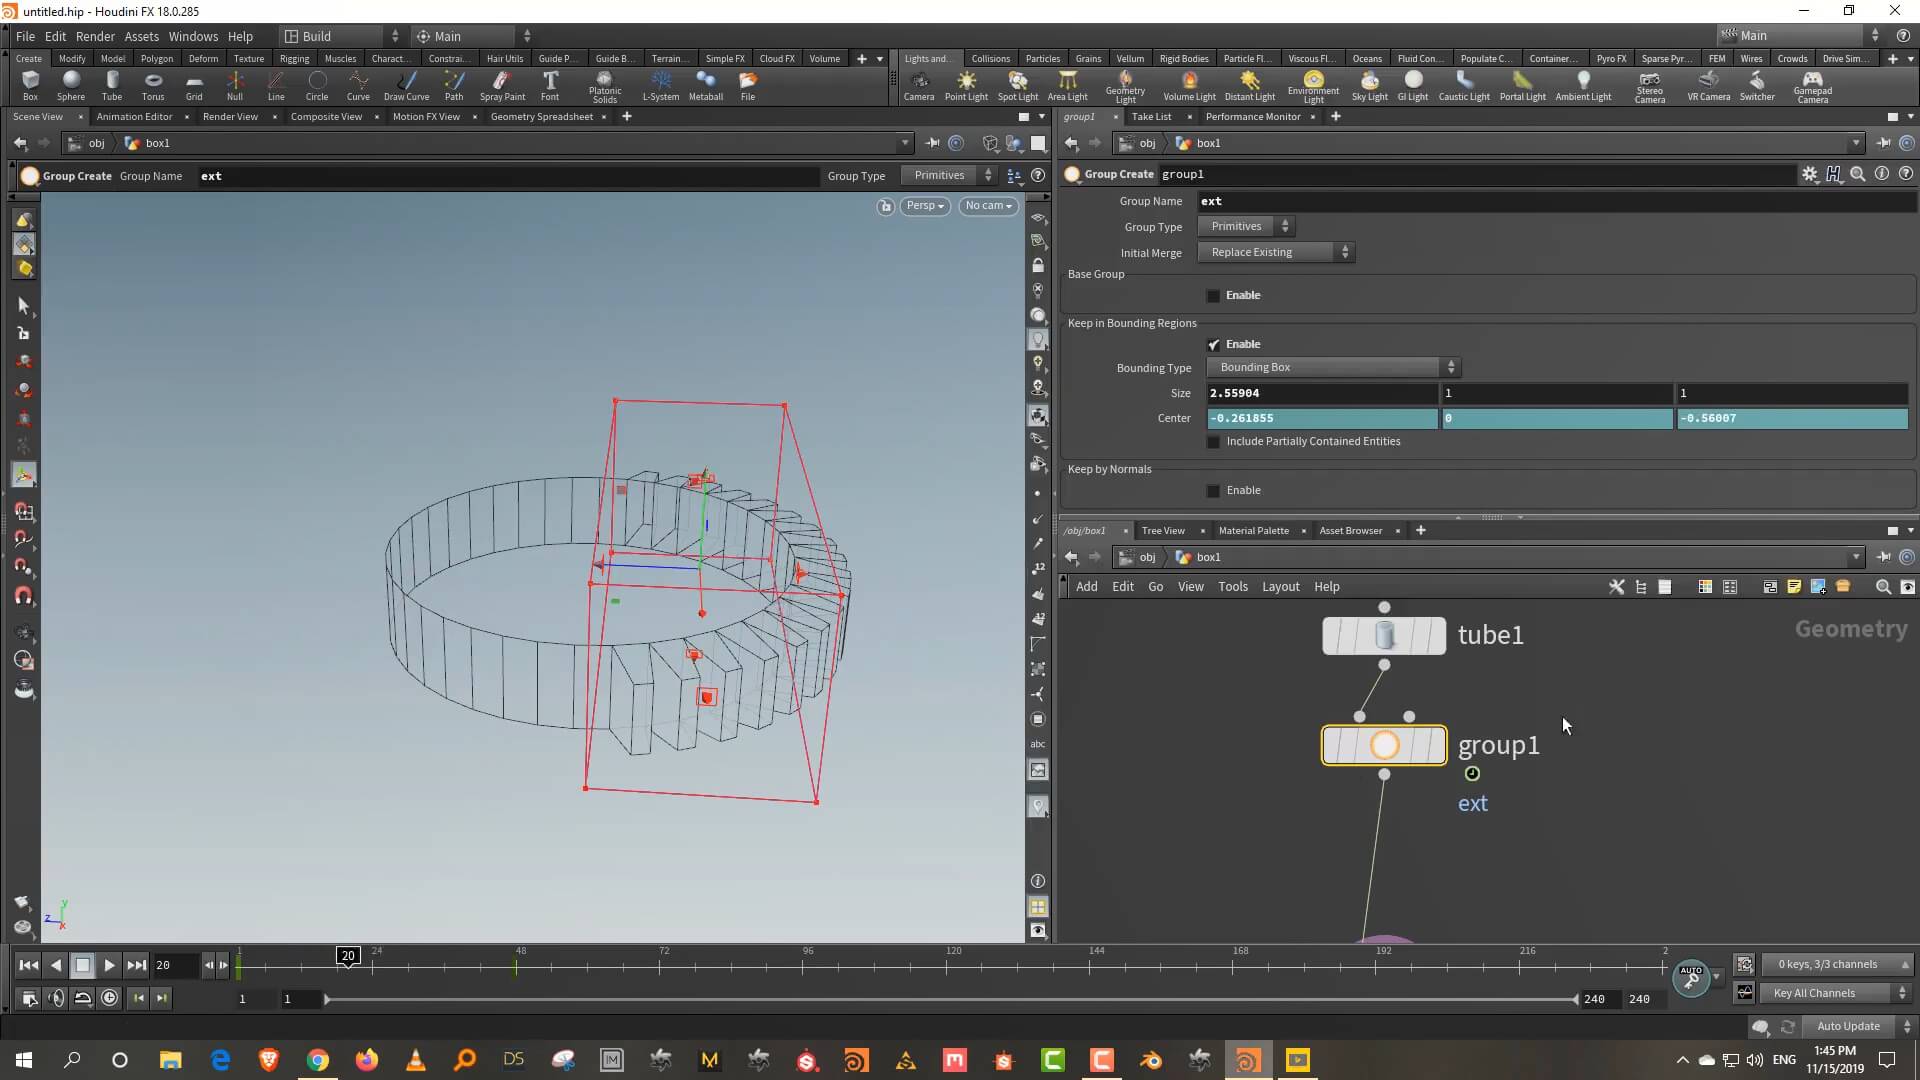 untitled.hip - Houdini FX 18.0.285
File Edit Render Assets Windows Help Build Main Main
Create Modify Model Polygon Deform Texture Rigging Muscles Charact... Constrai... Hair Utils Guide P... Guide B... Terrain... Simple FX Cloud FX Volume
Lights and... Collisions Particles Grains Vellum Rigid Bodies Particle Fl... Viscous Fl... Oceans Fluid Con... Populate C... Container... Pyro FX Sparse Pyr... FEM Wires Crowds Drive Sim...
Box Sphere Tube Torus Grid Null Line Circle Curve Draw Curve Path Spray Paint Font Platonic Solids L-System Metaball File
Camera Point Light Spot Light Area Light Geometry Light Volume Light Distant Light Environment Light Sky Light GI Light Caustic Light Portal Light Ambient Light Stereo Camera VR Camera Switcher Gamepad Camera
Scene View Animation Editor Render View Composite View Motion FX View Geometry Spreadsheet
group1 Take List Performance Monitor
obj box1
obj box1
Group Create Group Name ext Group Type Primitives
Group Create group1
Group Name ext
Group Type Primitives
Initial Merge Replace Existing
Base Group
Enable
Keep in Bounding Regions
Enable
Bounding Type Bounding Box
Size 2.55904 1 1
Center -0.261855 0 -0.56007
Include Partially Contained Entities
Keep by Normals
Enable
Persp No cam
abc
12
12
y
z
x
/obj/box1 Tree View Material Palette Asset Browser
obj box1
Add Edit Go View Tools Layout Help
Geometry
tube1
group1
ext
20 20 1 24 48 72 96 120 144 168 192 216 2
AUTO
0 keys, 3/3 channels
1 1 240 240
Key All Channels
Auto Update
DS
ENG
1:45 PM
11/15/2019